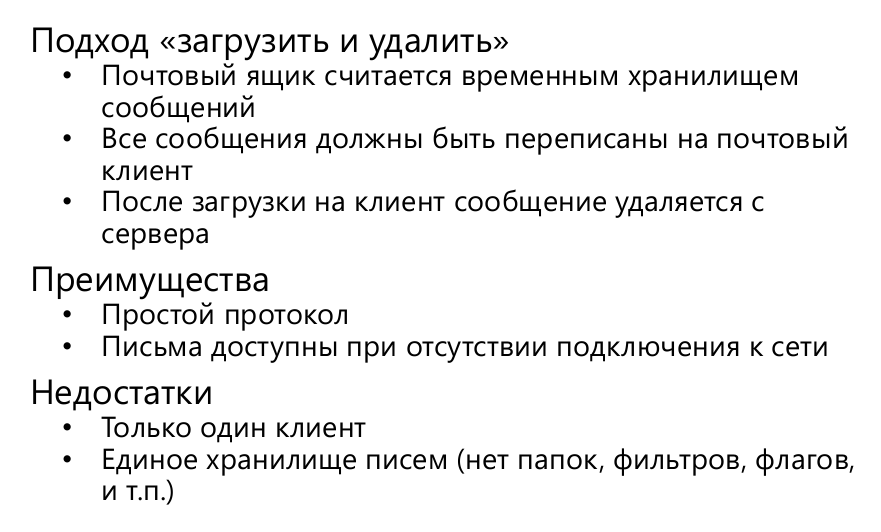 Подход «загрузить и удалить»
• Почтовый ящик считается временным хранилищем
сообщений
• Все сообщения должны быть переписаны на почтовый
клиент
• После загрузки на клиент сообщение удаляется с
сервера
Преимущества
• Простой протокол
• Письма доступны при отсутствии подключения к сети
Недостатки
• Только один клиент
• Единое хранилище писем (нет папок, фильтров, флагов,
и т.п.)